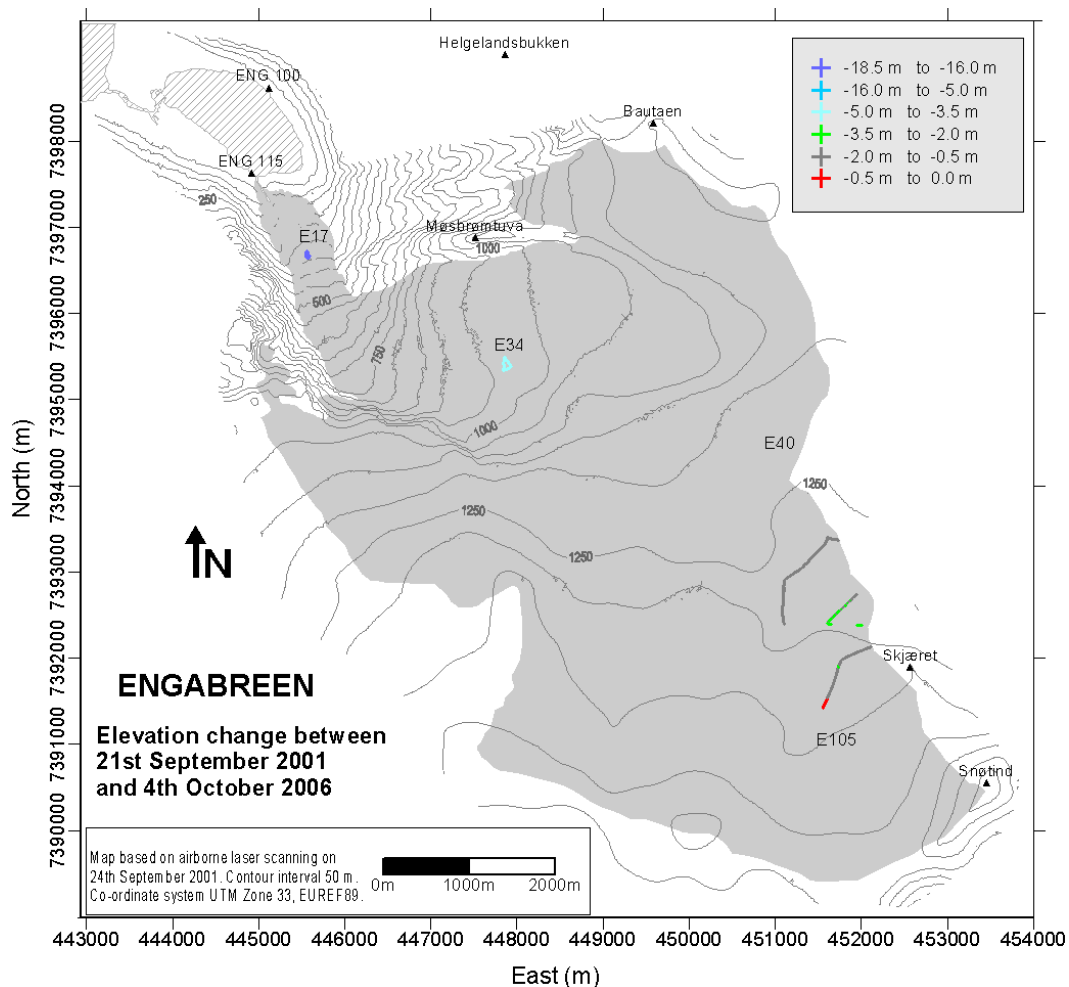 Helgelandsbukken
-18.5 m to -16.0 m
-16.0 m to -5.0 m
-5.0 m to -3.5 m
-3.5 m to -2.0 m
-2.0 m to -0.5 m
-0.5 m to 0.0 m
ENG 100
Bautaen
ENG 115
250
E17
Møsbrømtuva
1000
500
E34
750
1000
E40
1250
1250
1250
N
Skjæret
E105
Snøtind
ENGABREEN
Elevation change between
21st September 2001
and 4th October 2006
Map based on airborne laser scanning on
24th September 2001. Contour interval 50 m.
Co-ordinate system UTM Zone 33, EUREF89.
0m 1000m 2000m
North (m)
7398000
7397000
7396000
7395000
7394000
7393000
7392000
7391000
7390000
443000 444000 445000 446000 447000 448000 449000 450000 451000 452000 453000 454000
East (m)